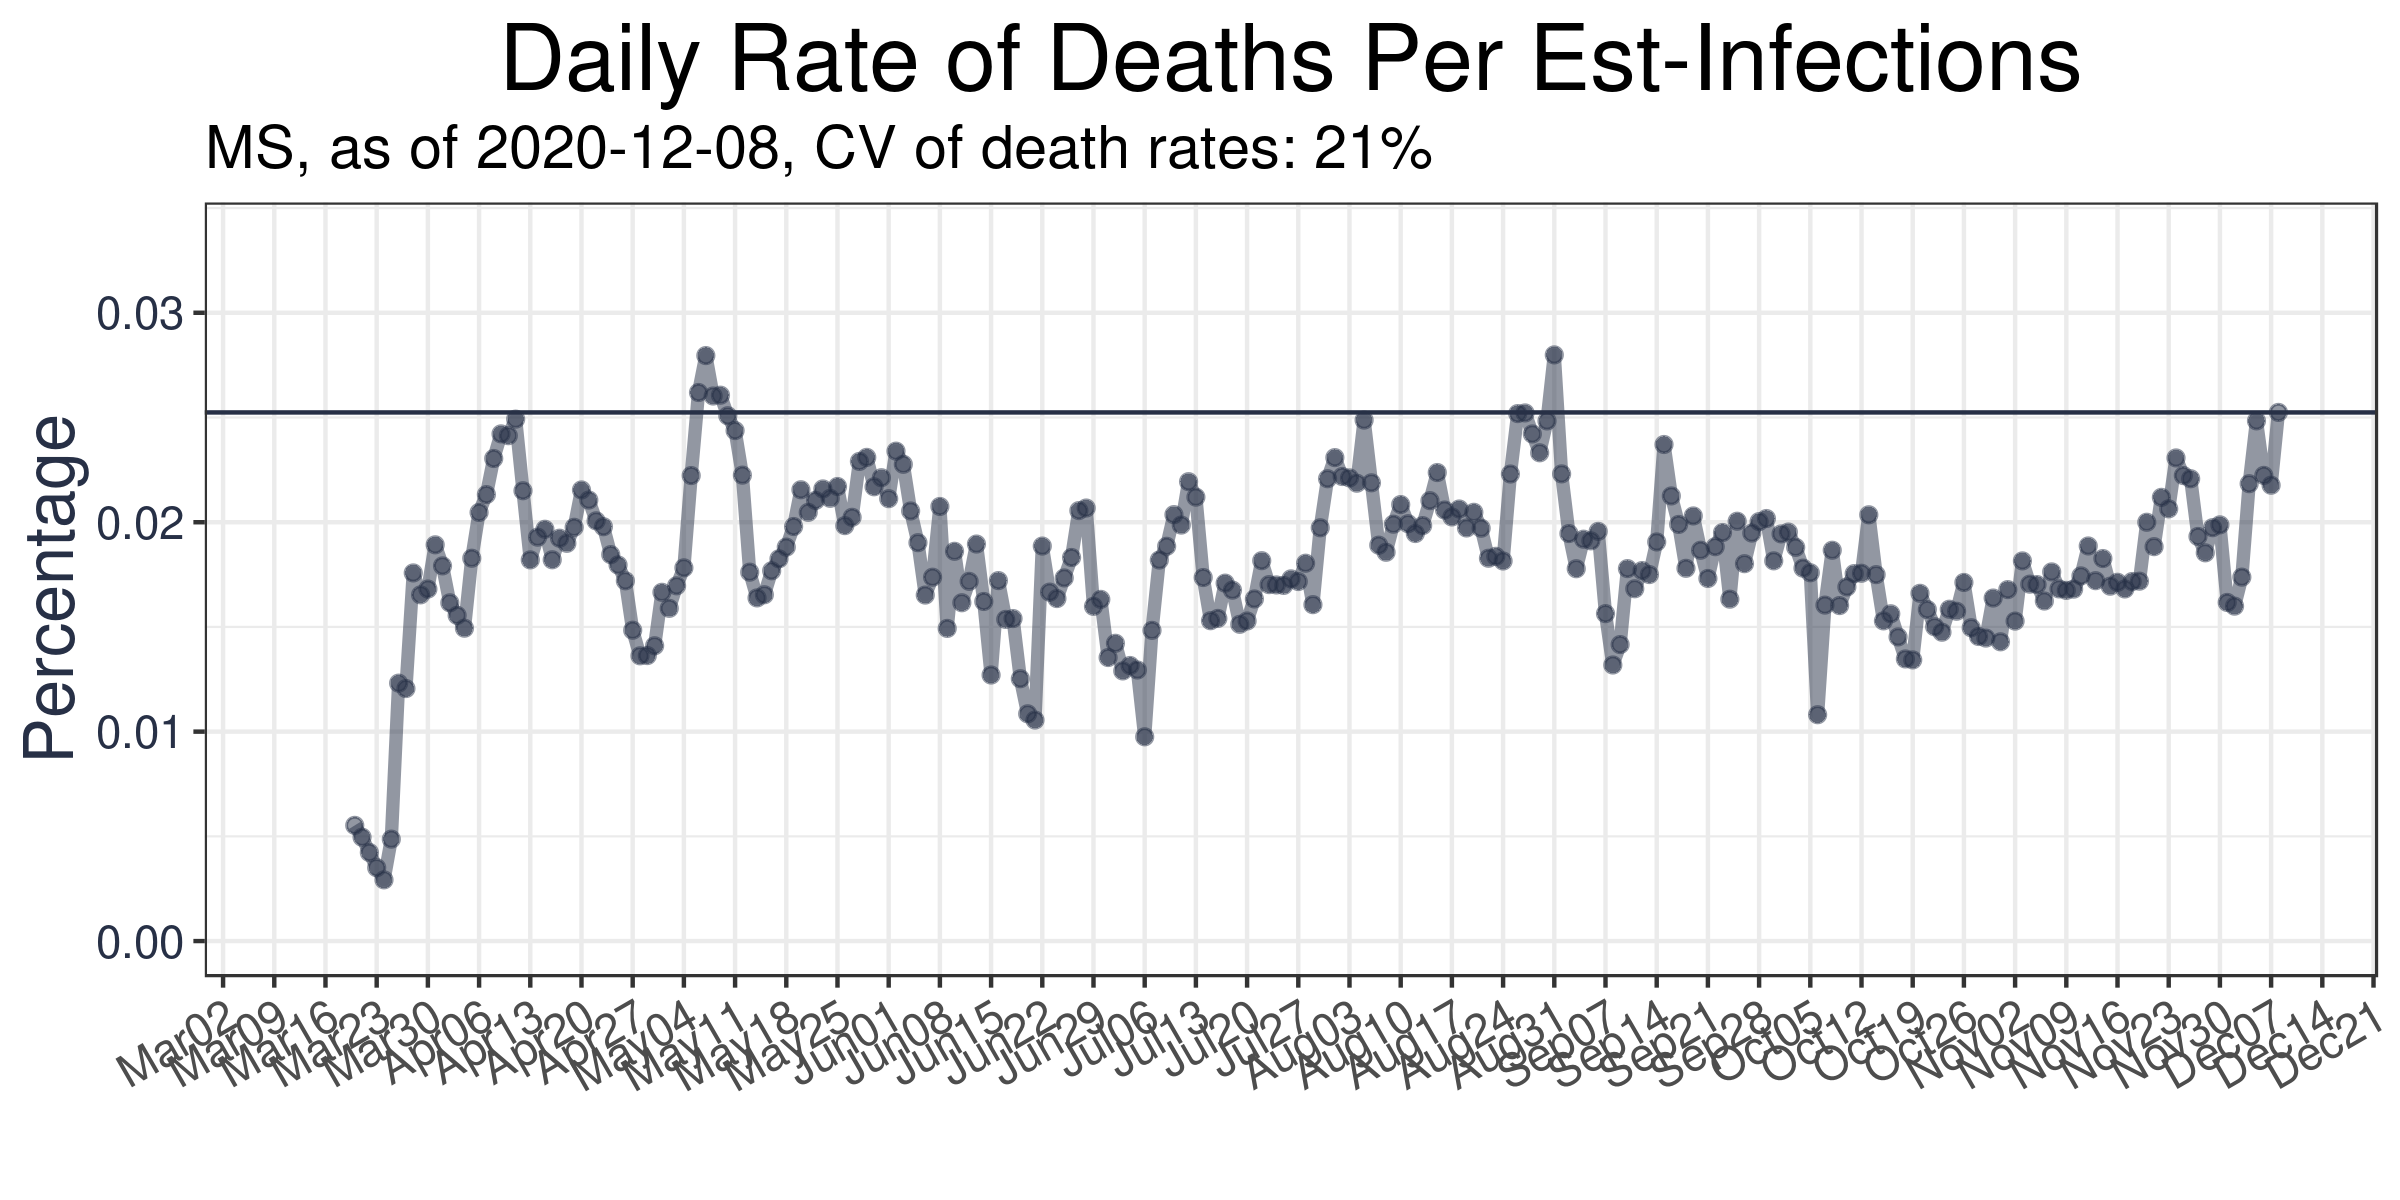 Daily Rate of Deaths Per Est-Infections
MS, as of 2020-12-08, CV of death rates: 21%
Percentage
0.03
0.02
0.01
0.00
Mar02
Mar09
Mar16
Mar23
Mar30
Apr06
Apr13
Apr20
Apr27
May04
May11
May18
May25
Jun01
Jun08
Jun15
Jun22
Jun29
Jul06
Jul13
Jul20
Jul27
Aug03
Aug10
Aug17
Aug24
Aug31
Sep07
Sep14
Sep21
Sep28
Oct05
Oct12
Oct19
Oct26
Nov02
Nov09
Nov16
Nov23
Nov30
Dec07
Dec14
Dec21